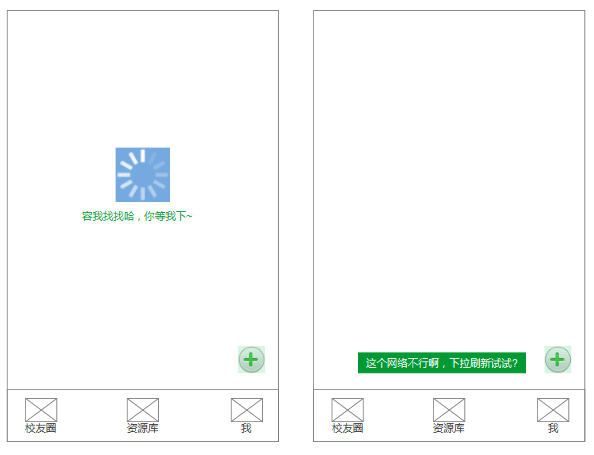 容我找找哈，你等我下~
校友圈
资源库
我
这个网络不行啊，下拉刷新试试?
校友圈
资源库
我